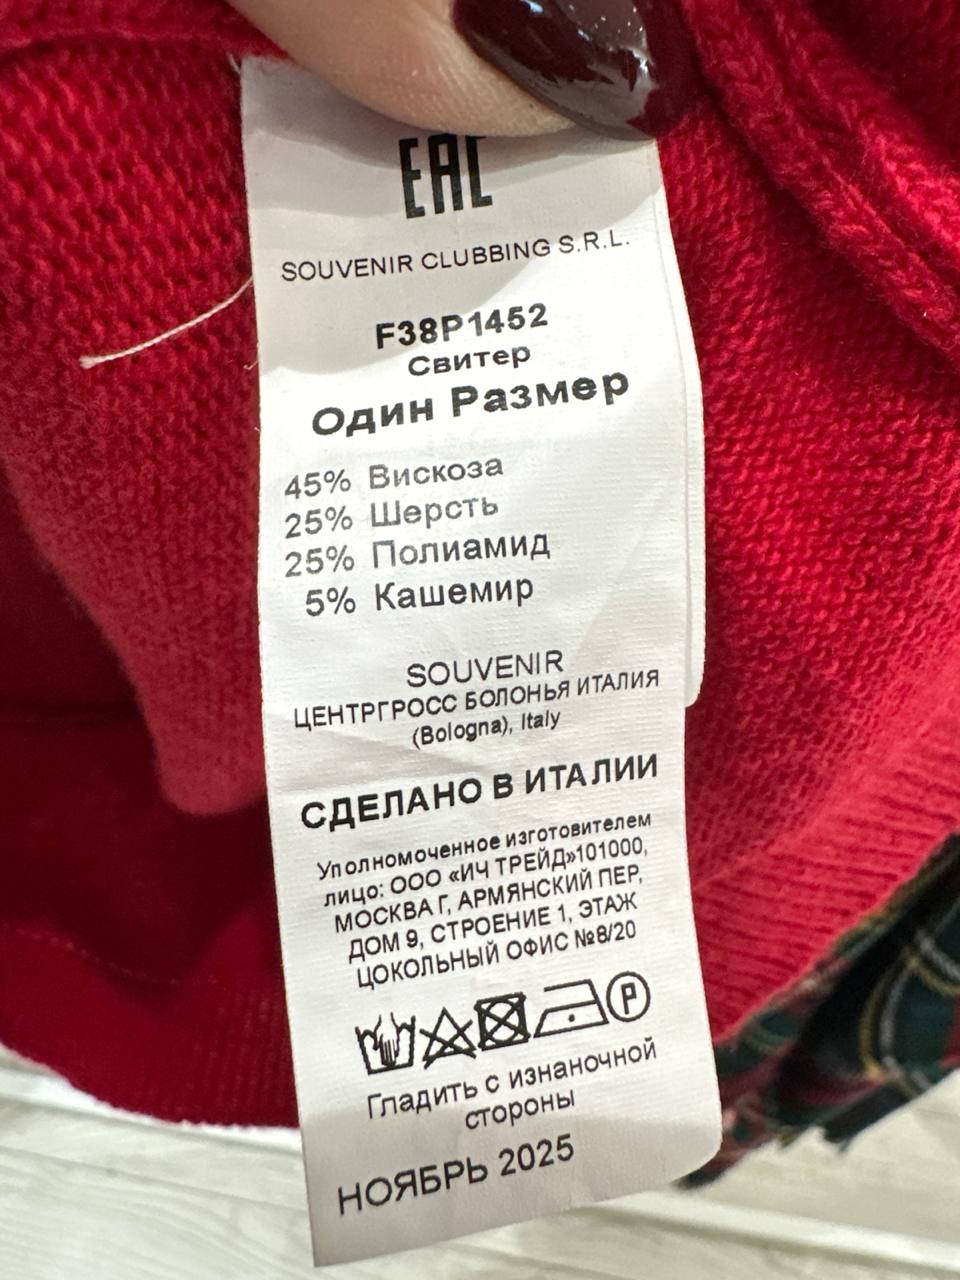 EAC
SOUVENIR CLUBBING S.R.L.
F38P1452
Свитер
Один Размер
45% Вискоза
25% Шерсть
25% Полиамид
5% Кашемир
SOUVENIR
ЦЕНТРГРОСС БОЛОНЬЯ ИТАЛИЯ
(Bologna), Italy
СДЕЛАНО В ИТАЛИИ
Уполномоченное изготовителем
лицо: ООО «ИЧ ТРЕЙД»101000,
МОСКВА Г, АРМЯНСКИЙ ПЕР,
ДОМ 9, СТРОЕНИЕ 1, ЭТАЖ
ЦОКОЛЬНЫЙ ОФИС №8/20
P
Гладить с изнаночной
стороны
НОЯБРЬ 2025